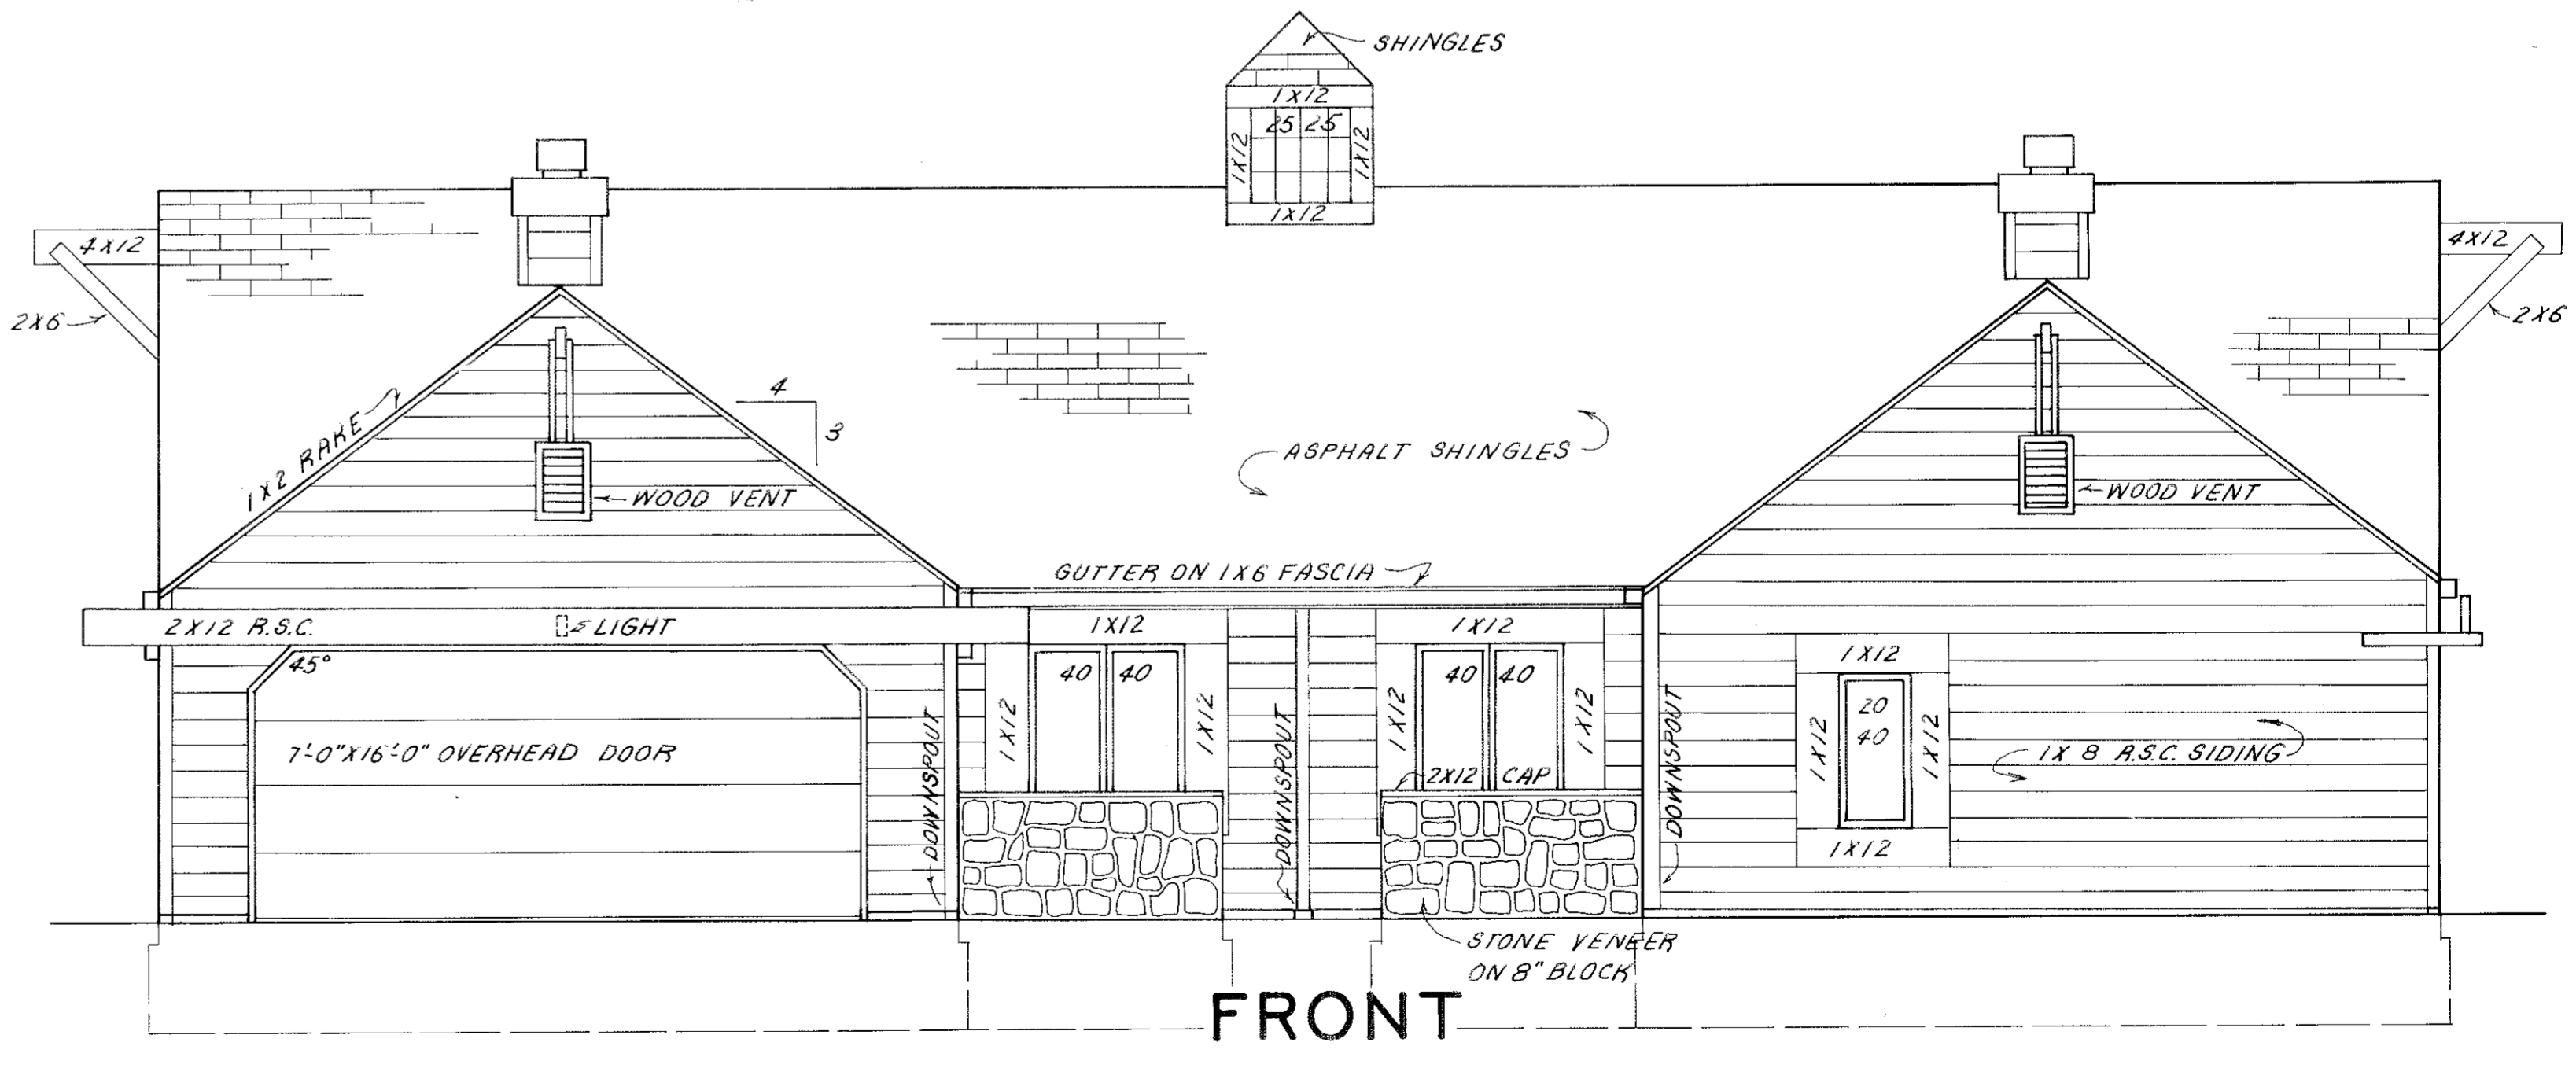 SHINGLES
1X12
25 25
1X12
1X12
1X12
4X12
4X12
2X6
2X6
4
3
1X2 RAKE
ASPHALT SHINGLES
WOOD VENT
WOOD VENT
GUTTER ON 1X6 FASCIA
2X12 R.S.C.
LIGHT
1X12
1X12
45°
1X12
40 40
40 40
20
40
1X12
1X12
1X12
1X12
1X12
1X12
7'-0"X16'-0" OVERHEAD DOOR
DOWNSPOUT
DOWNSPOUT
DOWNSPOUT
1X8 R.S.C. SIDING
2X12 CAP
1X12
STONE VENEER
ON 8" BLOCK
FRONT